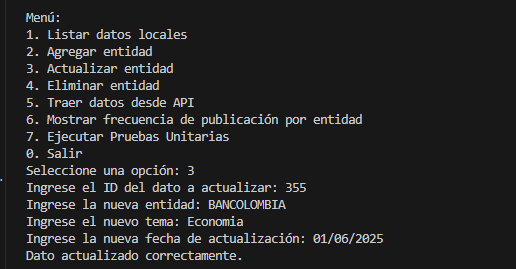 Menú:
1. Listar datos locales
2. Agregar entidad
3. Actualizar entidad
4. Eliminar entidad
5. Traer datos desde API
6. Mostrar frecuencia de publicación por entidad
7. Ejecutar Pruebas Unitarias
0. Salir
Seleccione una opción: 3
Ingrese el ID del dato a actualizar: 355
Ingrese la nueva entidad: BANCOLOMBIA
Ingrese el nuevo tema: Economia
Ingrese la nueva fecha de actualización: 01/06/2025
Dato actualizado correctamente.